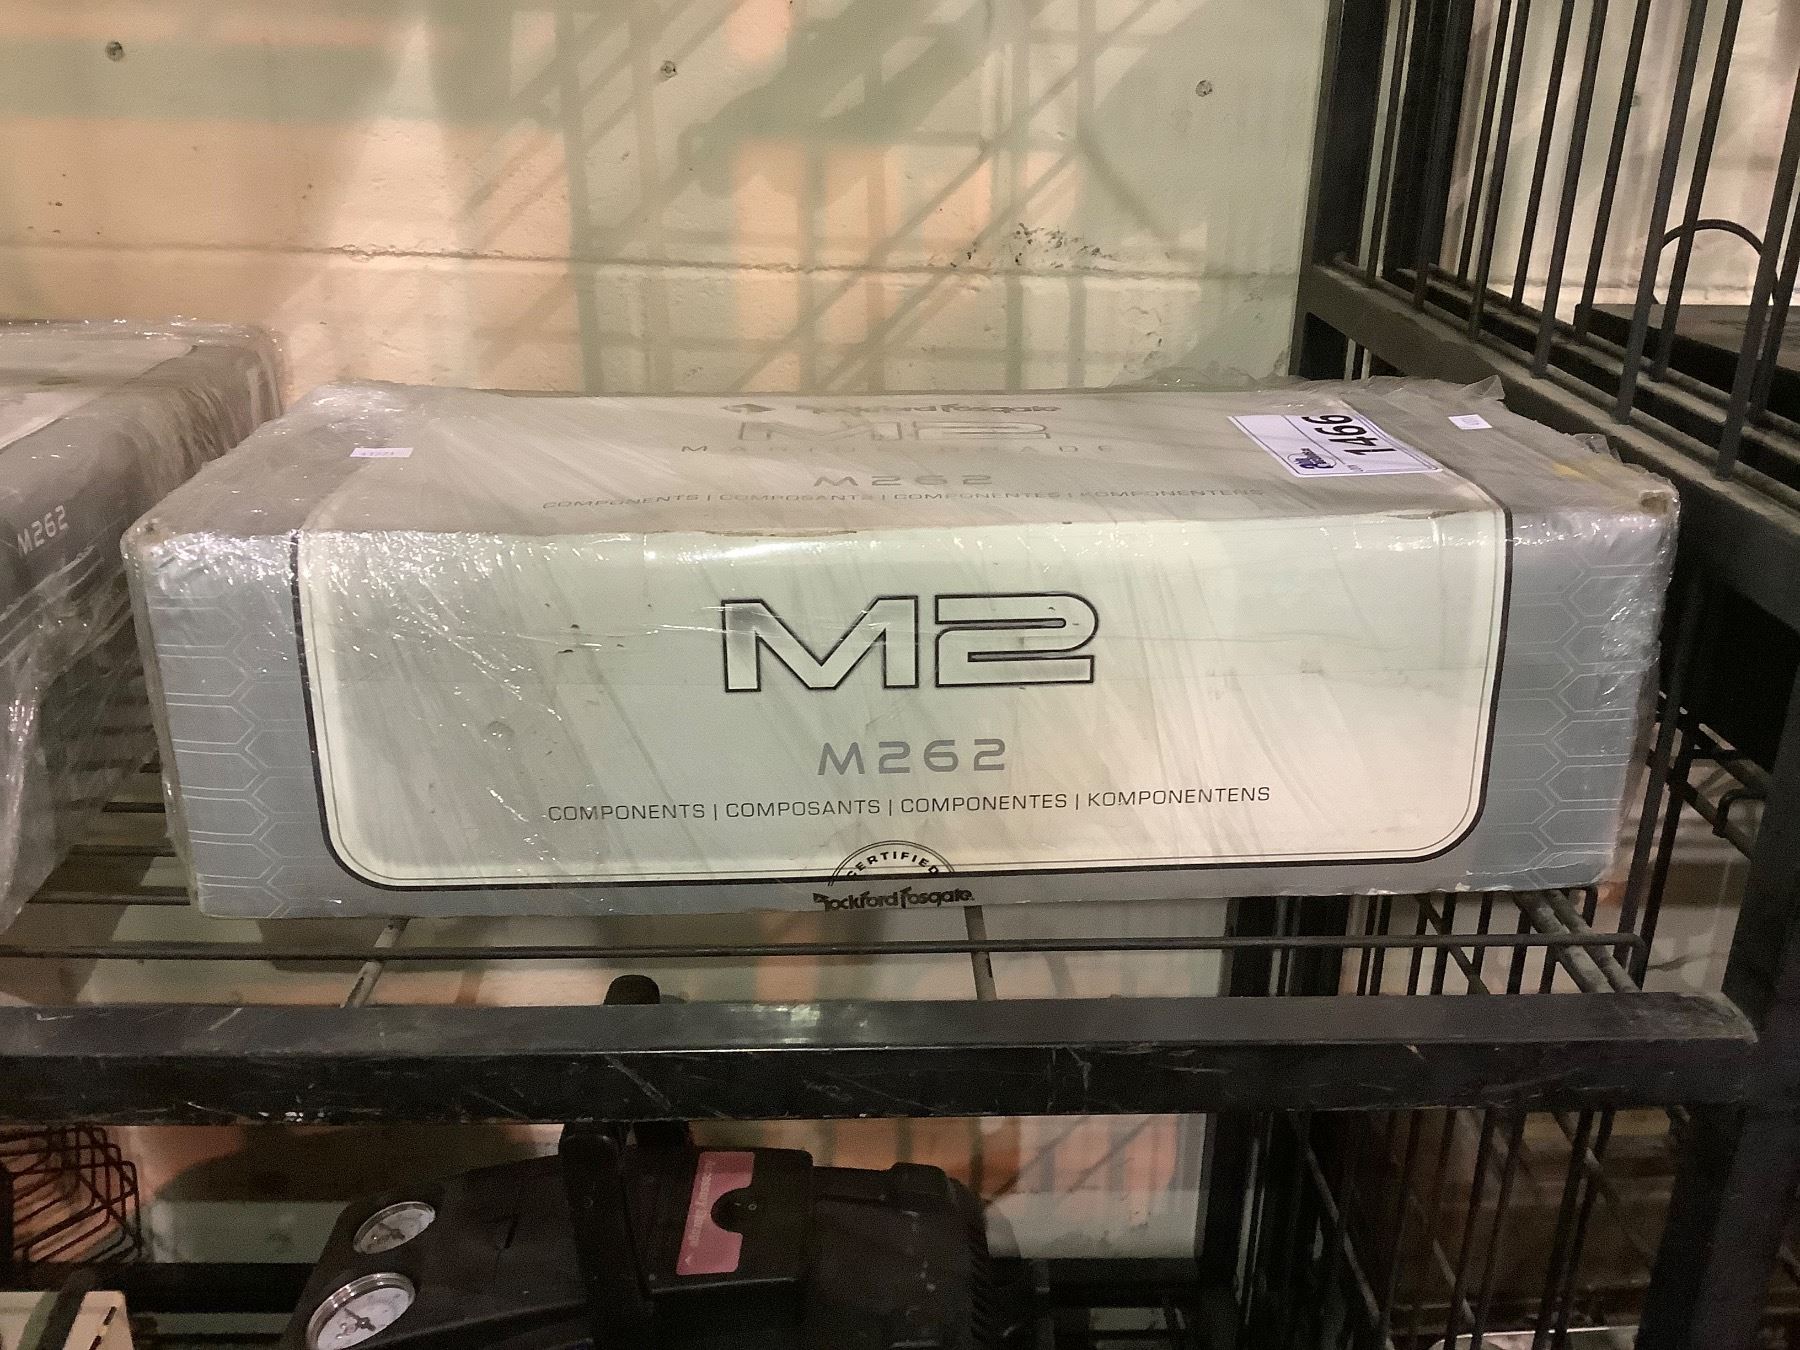 Rockford Fosgate
M2
MARINE GRADE
M262
COMPONENTS | COMPOSANTS | COMPONENTES | KOMPONENTENS
1466
M2
M262
COMPONENTS | COMPOSANTS | COMPONENTES | KOMPONENTENS
CERTIFIED
Rockford Fosgate
M262